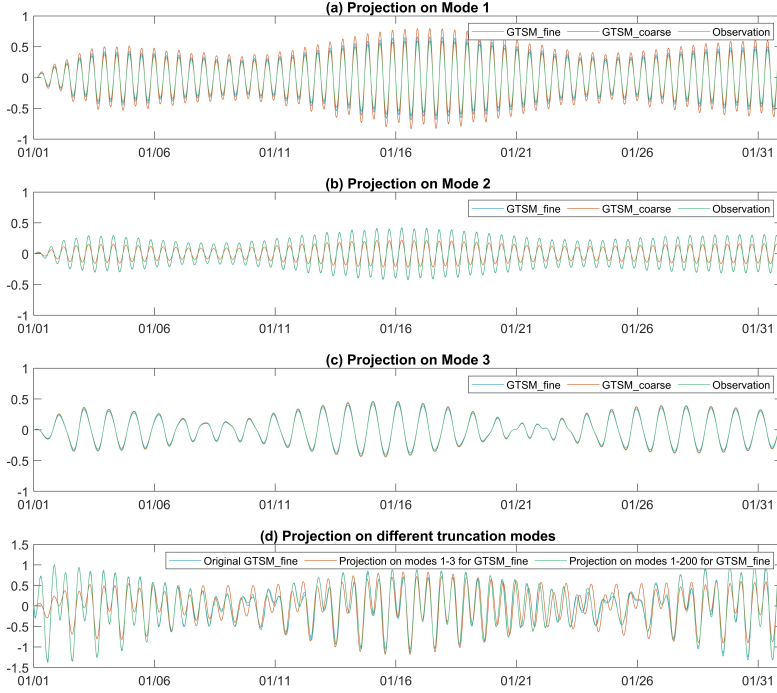 (a) Projection on Mode 1
1
0.5
0
-0.5
-1
GTSM_fine GTSM_coarse Observation
01/01 01/06 01/11 01/16 01/21 01/26 01/31
(b) Projection on Mode 2
1
0.5
0
-0.5
-1
GTSM_fine GTSM_coarse Observation
01/01 01/06 01/11 01/16 01/21 01/26 01/31
(c) Projection on Mode 3
1
0.5
0
-0.5
-1
GTSM_fine GTSM_coarse Observation
01/01 01/06 01/11 01/16 01/21 01/26 01/31
(d) Projection on different truncation modes
1.5
1
0.5
0
-0.5
-1
-1.5
Original GTSM_fine Projection on modes 1-3 for GTSM_fine Projection on modes 1-200 for GTSM_fine
01/01 01/06 01/11 01/16 01/21 01/26 01/31